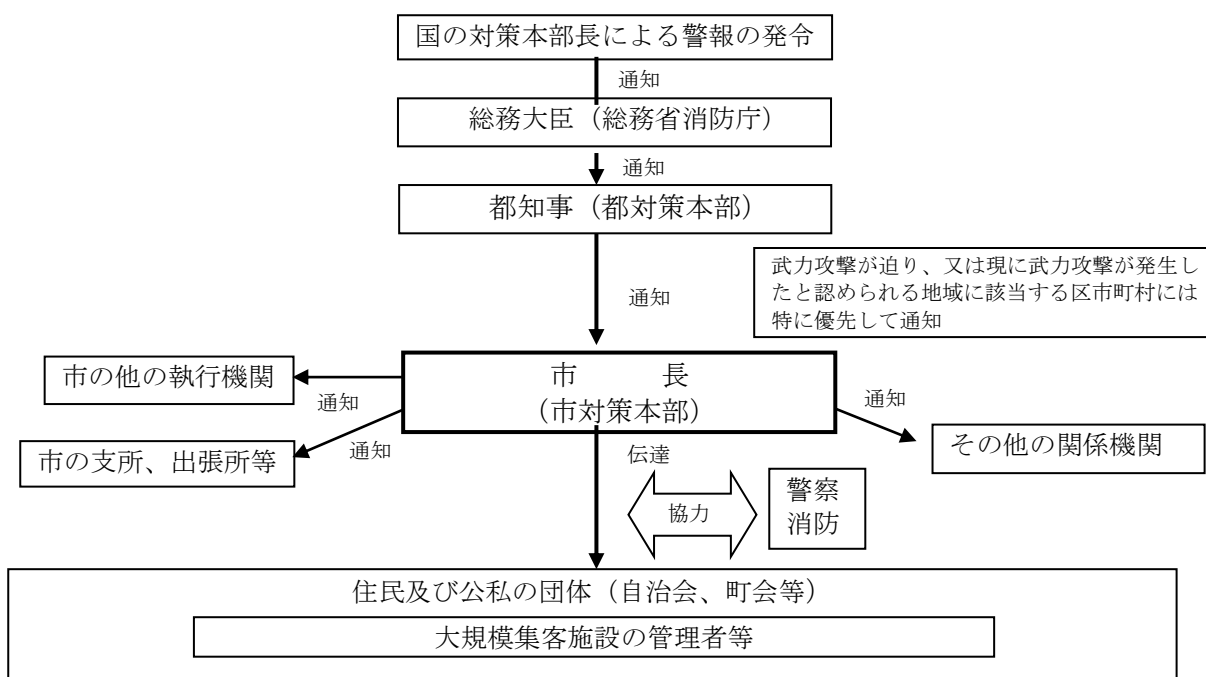 国の対策本部長による警報の発令
通知
総務大臣（総務省消防庁）
通知
都知事（都対策本部）
通知
武力攻撃が迫り、又は現に武力攻撃が発生し
たと認められる地域に該当する区市町村には
特に優先して通知
市の他の執行機関
通知
市　　　長
（市対策本部）
通知
市の支所、出張所等
通知
その他の関係機関
伝達
協力
警察
消防
住民及び公私の団体（自治会、町会等）
大規模集客施設の管理者等